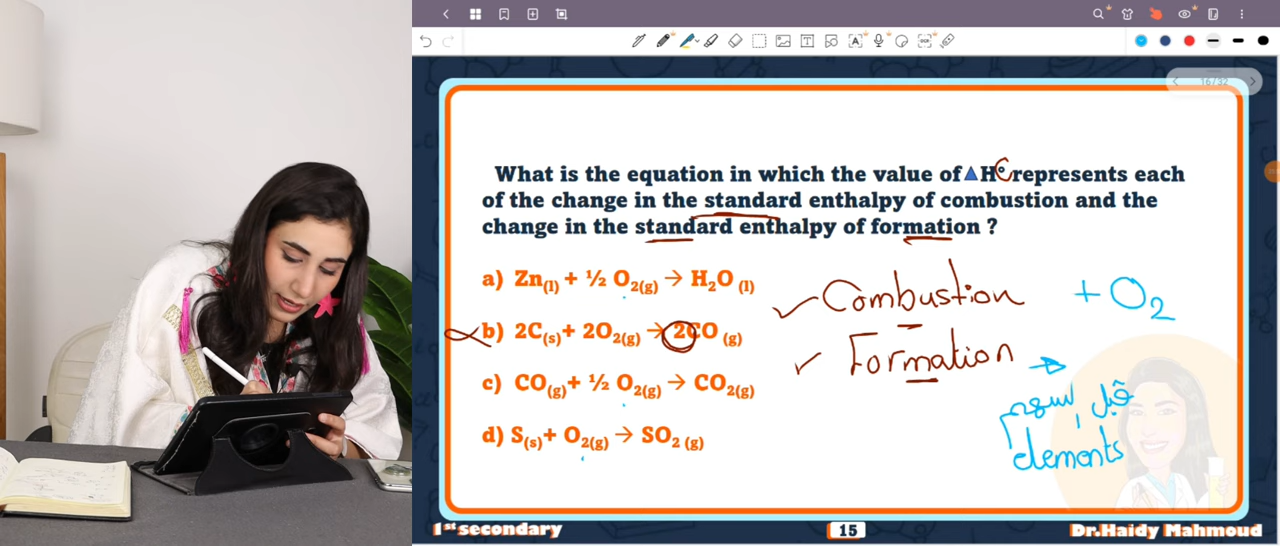 16/32
What is the equation in which the value of ΔH° represents each
C
of the change in the standard enthalpy of combustion and the
change in the standard enthalpy of formation ?
a) Zn(l) + ½ O2(g) → H2O (l)
b) 2C(s) + 2O2(g) → 2CO (g)
c) CO(g) + ½ O2(g) → CO2(g)
d) S(s) + O2(g) → SO2 (g)
✓ Combustion + O2
✓ Formation →
قبل السهم
elements
1st secondary
15
Dr.Haidy Mahmoud